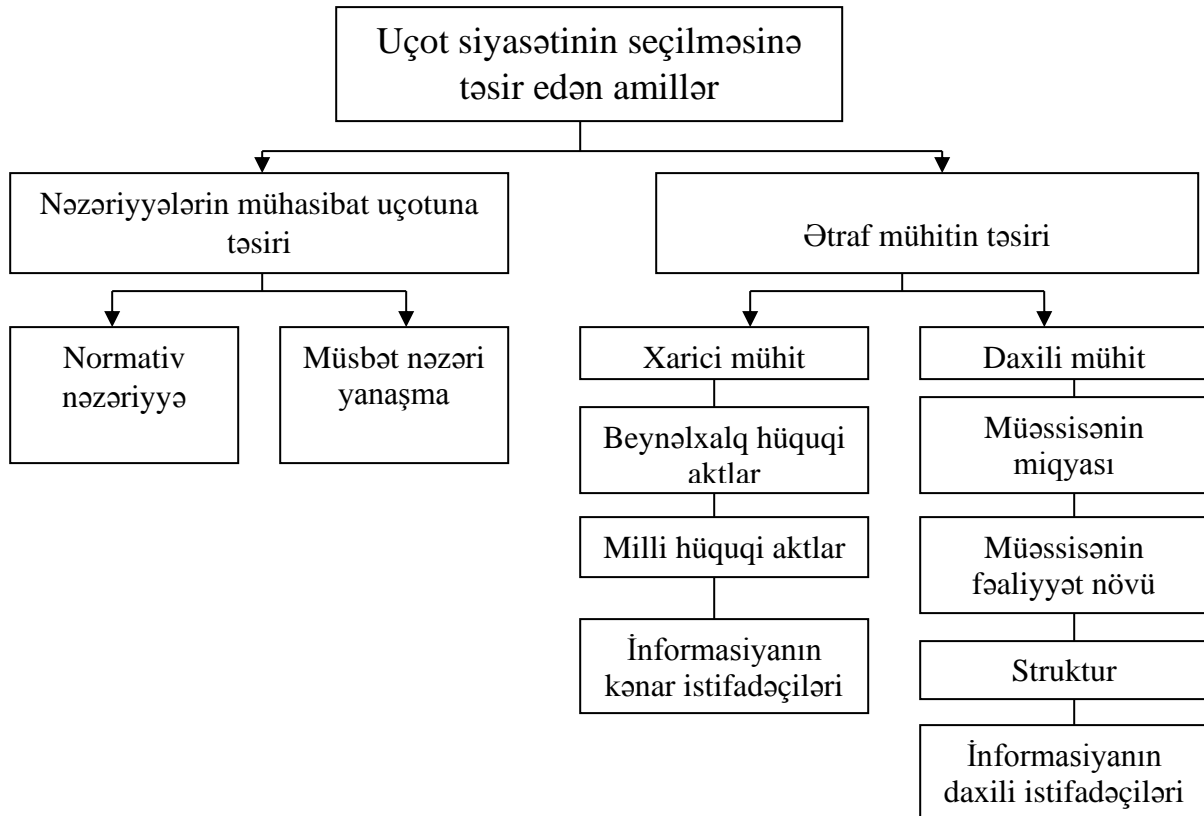 Uçot siyasətinin seçilməsinə
təsir edən amillər
Nəzəriyyələrin mühasibat uçotuna
təsiri
Ətraf mühitin təsiri
Normativ
nəzəriyyə
Müsbət nəzəri
yanaşma
Xarici mühit
Beynəlxalq hüquqi
aktlar
Milli hüquqi aktlar
İnformasiyanın
kənar istifadəçiləri
Daxili mühit
Müəssisənin
miqyası
Müəssisənin
fəaliyyət növü
Struktur
İnformasiyanın
daxili istifadəçiləri